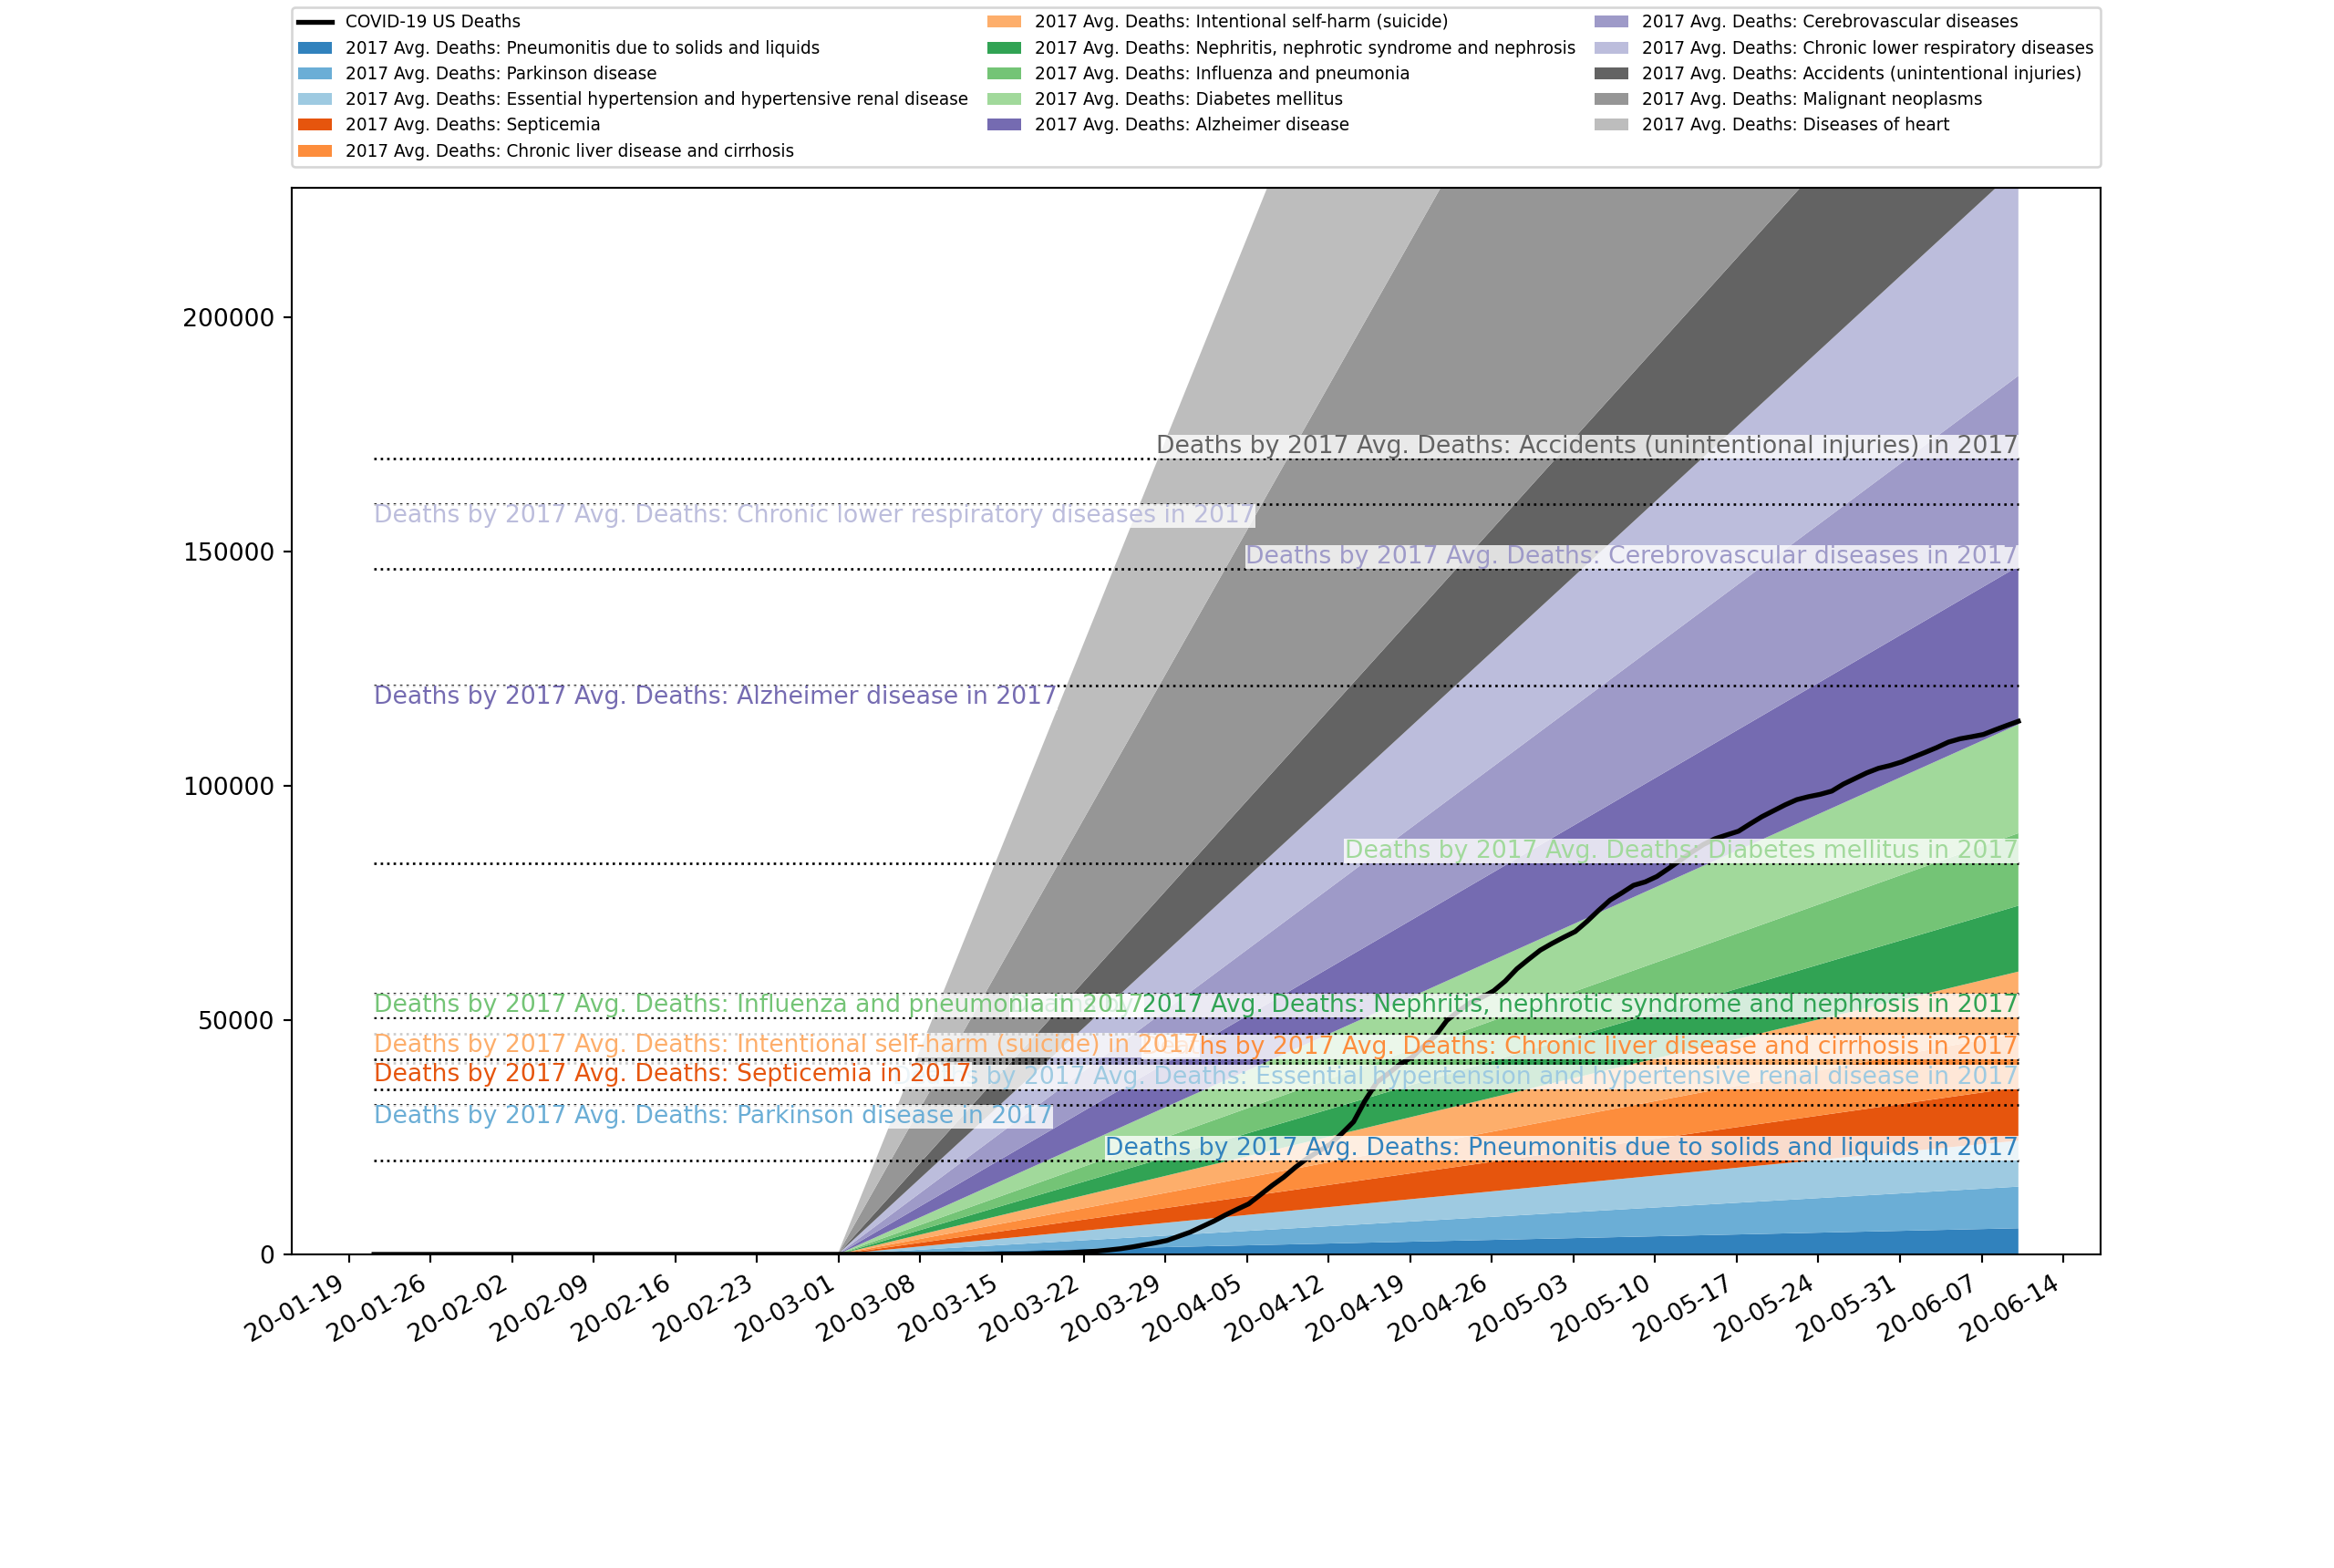 COVID-19 US Deaths
2017 Avg. Deaths: Pneumonitis due to solids and liquids
2017 Avg. Deaths: Parkinson disease
2017 Avg. Deaths: Essential hypertension and hypertensive renal disease
2017 Avg. Deaths: Septicemia
2017 Avg. Deaths: Chronic liver disease and cirrhosis
2017 Avg. Deaths: Intentional self-harm (suicide)
2017 Avg. Deaths: Nephritis, nephrotic syndrome and nephrosis
2017 Avg. Deaths: Influenza and pneumonia
2017 Avg. Deaths: Diabetes mellitus
2017 Avg. Deaths: Alzheimer disease
2017 Avg. Deaths: Cerebrovascular diseases
2017 Avg. Deaths: Chronic lower respiratory diseases
2017 Avg. Deaths: Accidents (unintentional injuries)
2017 Avg. Deaths: Malignant neoplasms
2017 Avg. Deaths: Diseases of heart
200000
150000
100000
50000
0
Deaths by 2017 Avg. Deaths: Accidents (unintentional injuries) in 2017
Deaths by 2017 Avg. Deaths: Chronic lower respiratory diseases in 2017
Deaths by 2017 Avg. Deaths: Cerebrovascular diseases in 2017
Deaths by 2017 Avg. Deaths: Alzheimer disease in 2017
Deaths by 2017 Avg. Deaths: Diabetes mellitus in 2017
Deaths by 2017 Avg. Deaths: Influenza and pneumonia in 2017
2017 Avg. Deaths: Nephritis, nephrotic syndrome and nephrosis in 2017
Deaths by 2017 Avg. Deaths: Intentional self-harm (suicide) in 2017
by 2017 Avg. Deaths: Chronic liver disease and cirrhosis in 2017
Deaths by 2017 Avg. Deaths: Septicemia in 2017
by 2017 Avg. Deaths: Essential hypertension and hypertensive renal disease in 2017
Deaths by 2017 Avg. Deaths: Parkinson disease in 2017
Deaths by 2017 Avg. Deaths: Pneumonitis due to solids and liquids in 2017
20-01-19
20-01-26
20-02-02
20-02-09
20-02-16
20-02-23
20-03-01
20-03-08
20-03-15
20-03-22
20-03-29
20-04-05
20-04-12
20-04-19
20-04-26
20-05-03
20-05-10
20-05-17
20-05-24
20-05-31
20-06-07
20-06-14